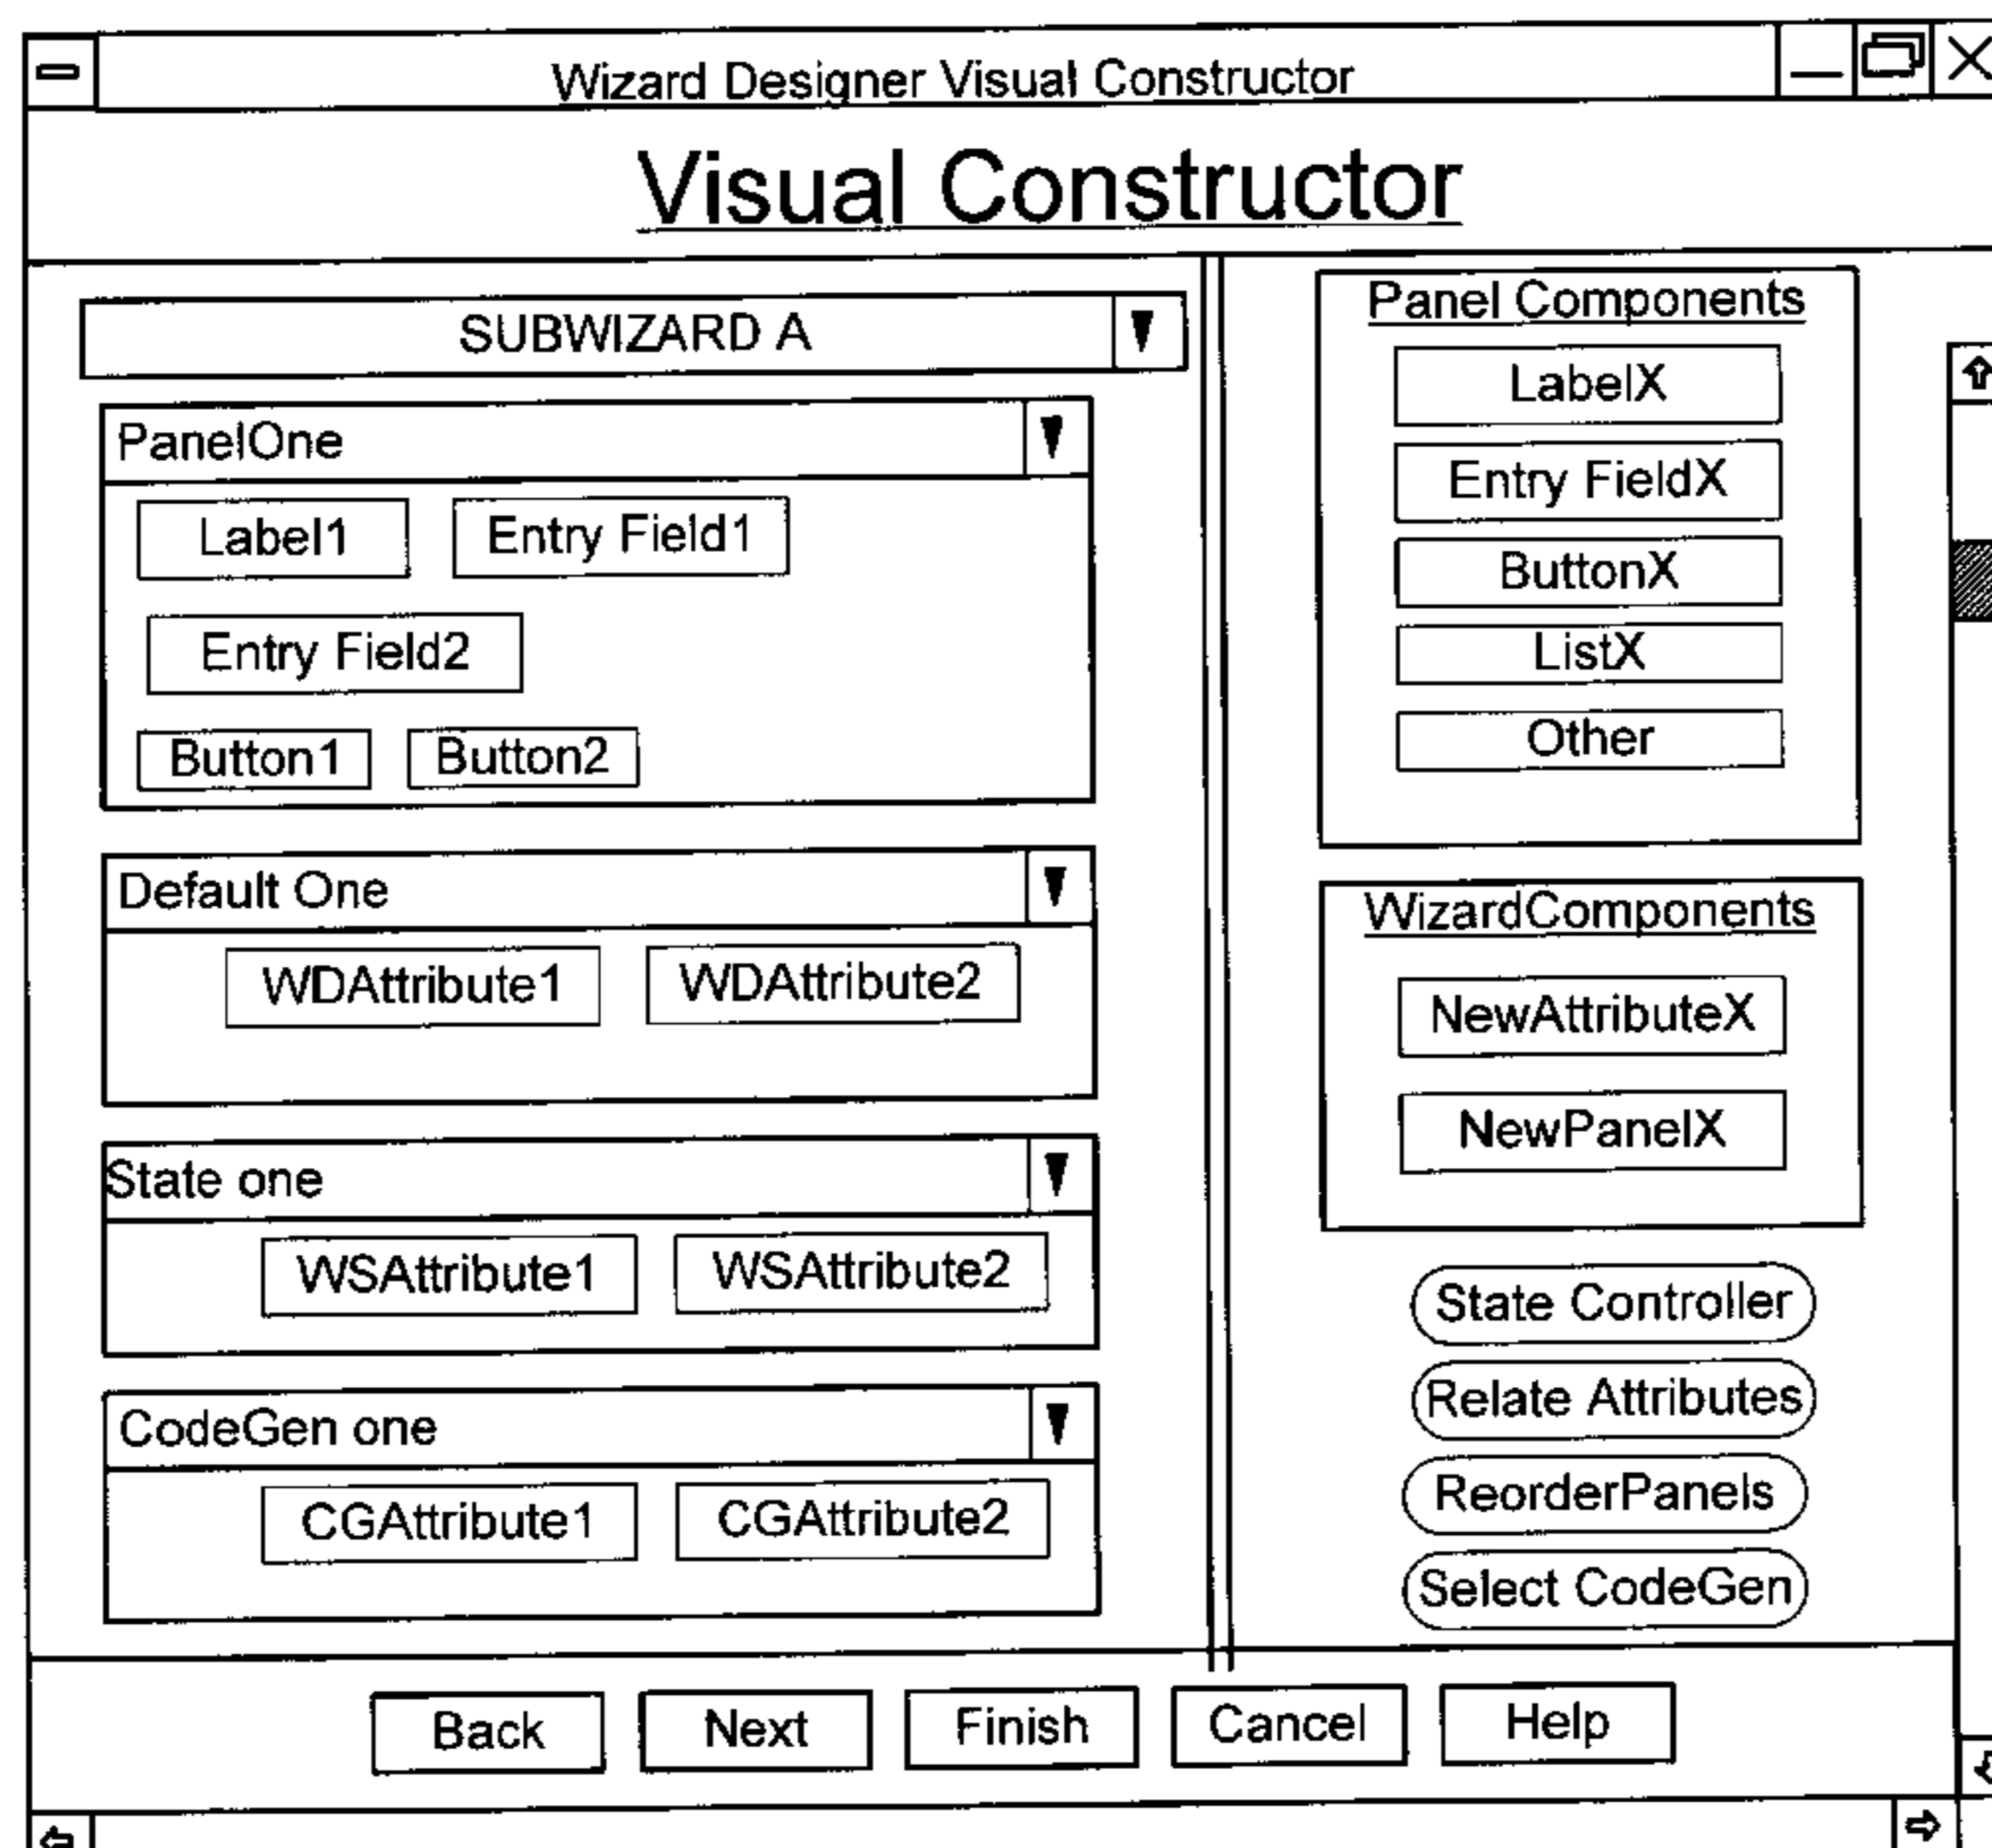 Wizard Designer Visual Constructor
Visual Constructor
SUBWIZARD A
PanelOne
Label1 Entry Field1
Entry Field2
Button1 Button2
Default One
WDAttribute1 WDAttribute2
State one
WSAttribute1 WSAttribute2
CodeGen one
CGAttribute1 CGAttribute2
Panel Components
LabelX
Entry FieldX
ButtonX
ListX
Other
WizardComponents
NewAttributeX
NewPanelX
State Controller
Relate Attributes
ReorderPanels
Select CodeGen
Back Next Finish Cancel Help